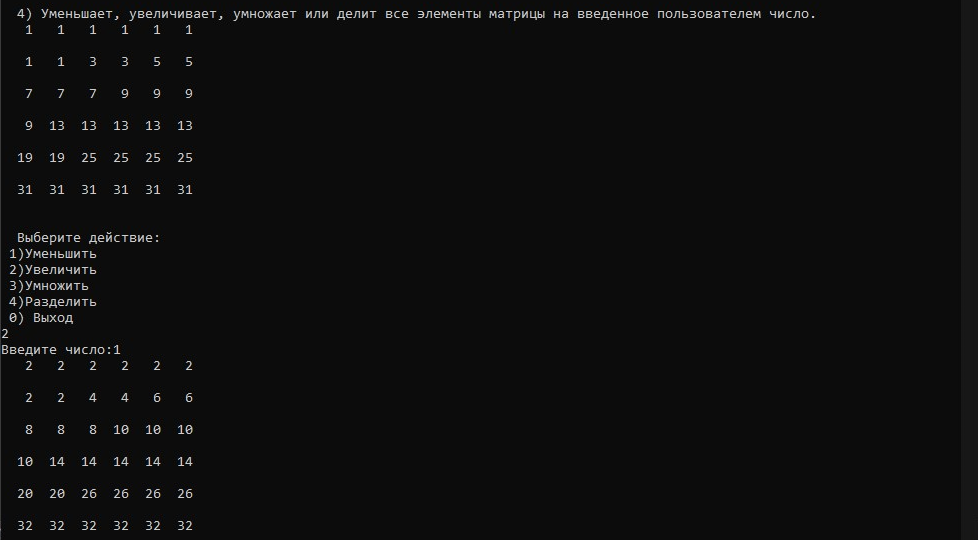 4) Уменьшает, увеличивает, умножает или делит все элементы матрицы на введенное пользователем число.
1 1 1 1 1 1
1 1 3 3 5 5
7 7 7 9 9 9
9 13 13 13 13 13
19 19 25 25 25 25
31 31 31 31 31 31
Выберите действие:
1)Уменьшить
2)Увеличить
3)Умножить
4)Разделить
0) Выход
2
Введите число:1
2 2 2 2 2 2
2 2 4 4 6 6
8 8 8 10 10 10
10 14 14 14 14 14
20 20 26 26 26 26
32 32 32 32 32 32